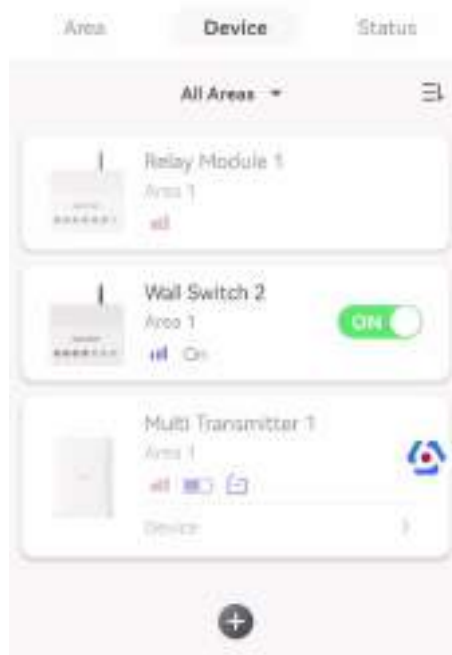 Area Device Status
All Areas
Relay Module 1
Area 1
Wall Switch 2
Area 1
ON
On
Multi Transmitter 1
Area 1
Device